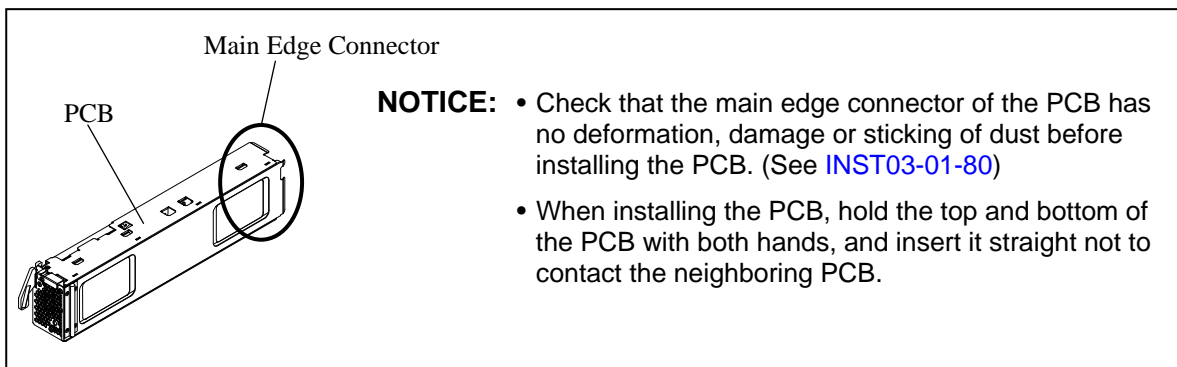 Main Edge Connector
PCB
NOTICE: • Check that the main edge connector of the PCB has
no deformation, damage or sticking of dust before
installing the PCB. (See INST03-01-80)
• When installing the PCB, hold the top and bottom of
the PCB with both hands, and insert it straight not to
contact the neighboring PCB.